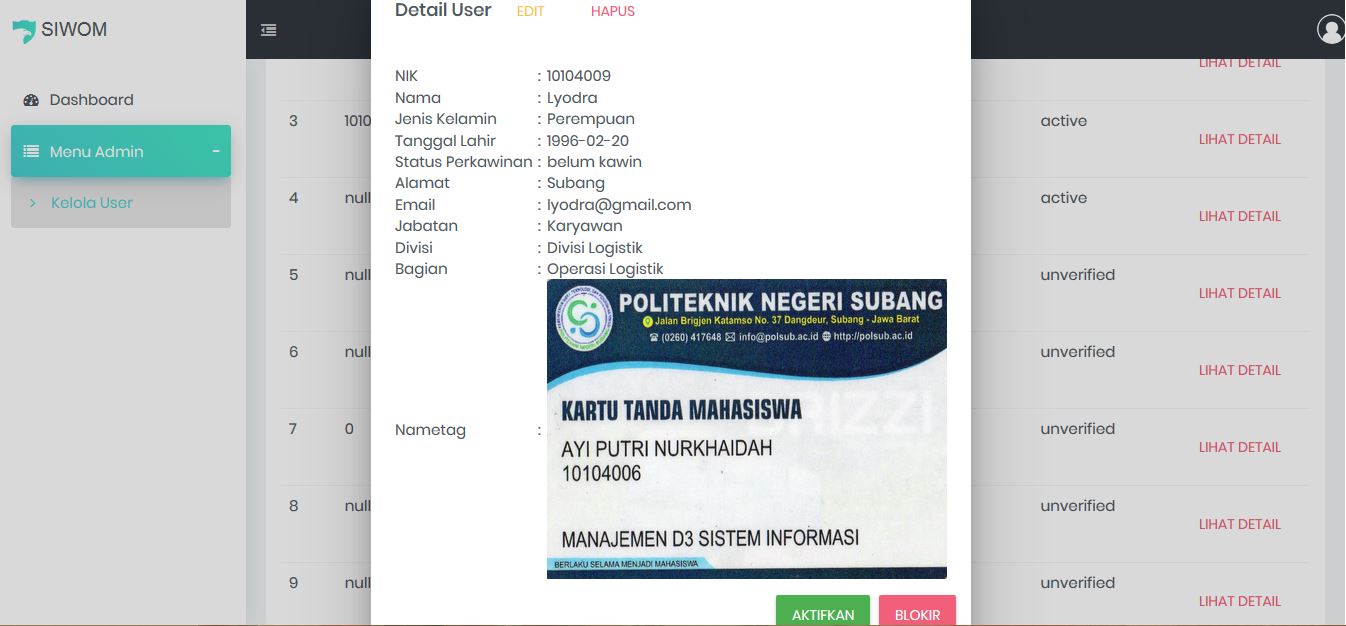 SIWOM
Dashboard
Menu Admin -
Kelola User
Detail User EDIT HAPUS
NIK : 10104009
Nama : Lyodra
Jenis Kelamin : Perempuan
Tanggal Lahir : 1996-02-20
Status Perkawinan : belum kawin
Alamat : Subang
Email : lyodra@gmail.com
Jabatan : Karyawan
Divisi : Divisi Logistik
Bagian : Operasi Logistik
Nametag :
POLITEKNIK NEGERI SUBANG
Jalan Brigjen Katamso No. 37 Dangdeur, Subang - Jawa Barat
(0260) 417648 info@polsub.ac.id http://polsub.ac.id
KARTU TANDA MAHASISWA
AYI PUTRI NURKHAIDAH
10104006
MANAJEMEN D3 SISTEM INFORMASI
BERLAKU SELAMA MENJADI MAHASISWA
AKTIFKAN BLOKIR
LIHAT DETAIL
3 1010 active LIHAT DETAIL
4 null active LIHAT DETAIL
5 null unverified LIHAT DETAIL
6 null unverified LIHAT DETAIL
7 0 unverified LIHAT DETAIL
8 null unverified LIHAT DETAIL
9 null unverified LIHAT DETAIL